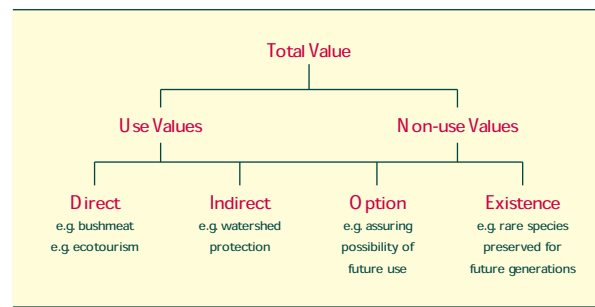 Total Value
Use Values
Non-use Values
Direct
e.g. bushmeat
e.g. ecotourism
Indirect
e.g. watershed
protection
Option
e.g. assuring
possibility of
future use
Existence
e.g. rare species
preserved for
future generations